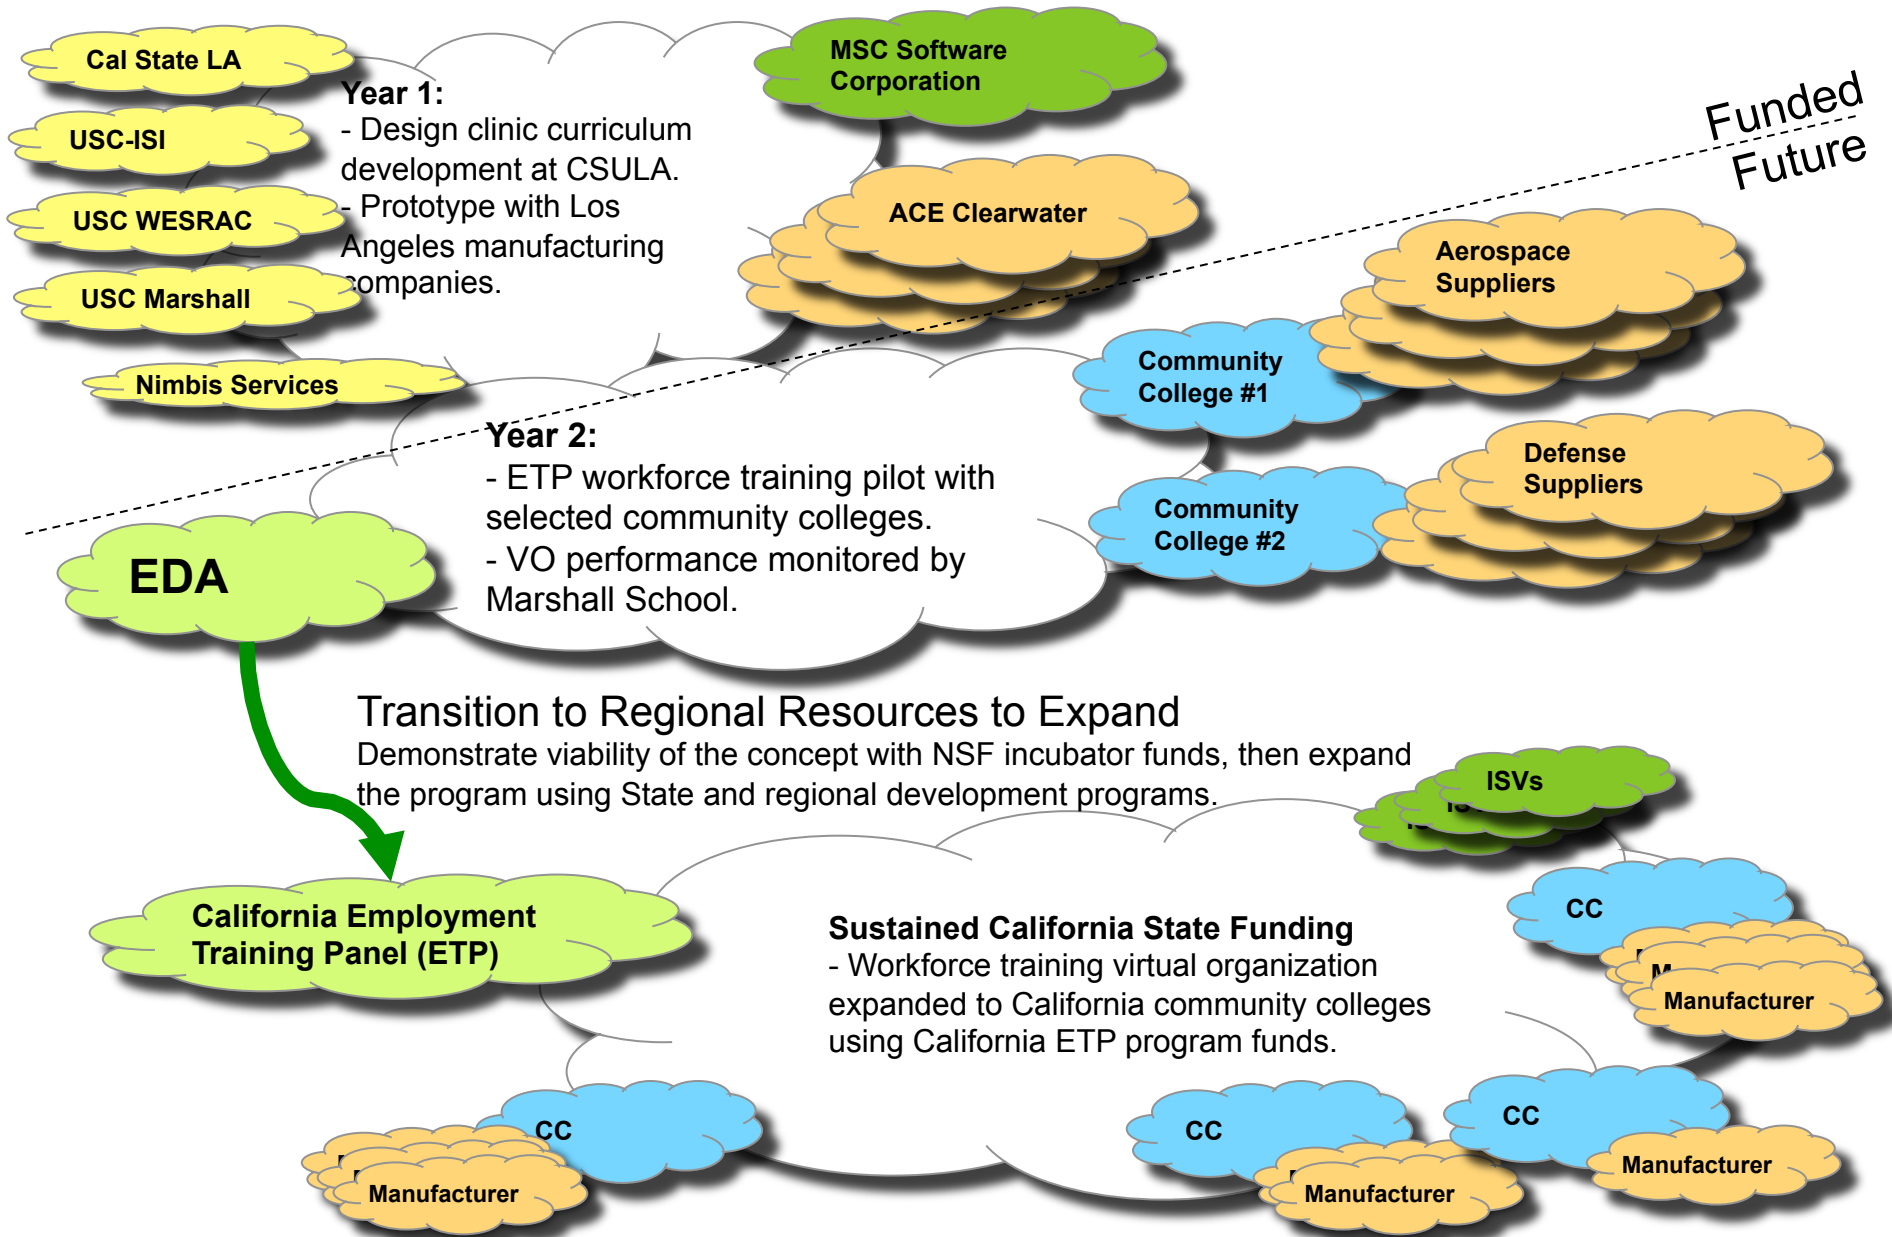 Cal State LA
USC-ISI
USC WESRAC
USC Marshall
Nimbis Services
Year 1:
- Design clinic curriculum
development at CSULA.
- Prototype with Los
Angeles manufacturing
companies.
MSC Software
Corporation
ACE Clearwater
Funded
Future
Aerospace
Suppliers
Community
College #1
Defense
Suppliers
Community
College #2
Year 2:
- ETP workforce training pilot with
selected community colleges.
- VO performance monitored by
Marshall School.
EDA
Transition to Regional Resources to Expand
Demonstrate viability of the concept with NSF incubator funds, then expand
the program using State and regional development programs.
ISVs
California Employment
Training Panel (ETP)
Sustained California State Funding
- Workforce training virtual organization
expanded to California community colleges
using California ETP program funds.
CC
Manufacturer
CC
Manufacturer
CC
Manufacturer
CC
Manufacturer